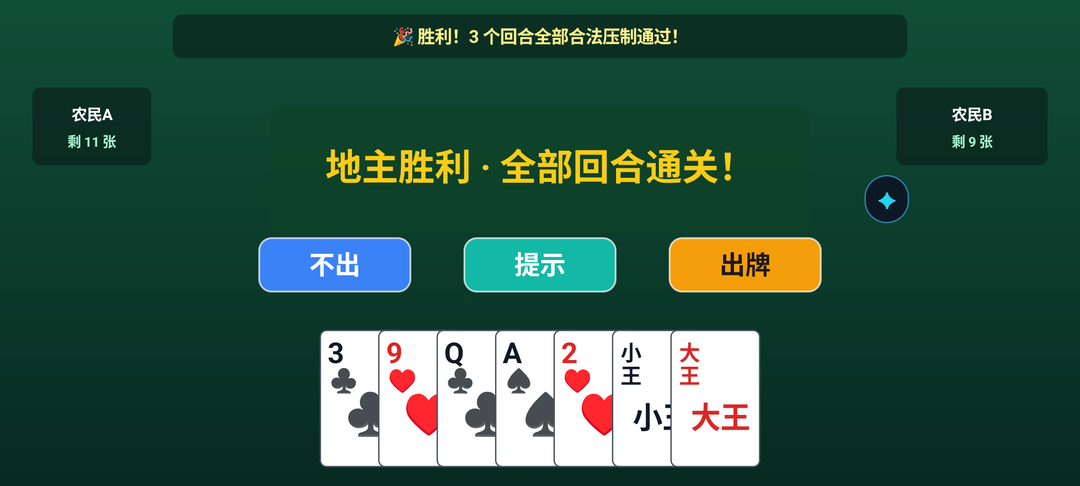 🎉 胜利！3 个回合全部合法压制通过！
农民A
剩 11 张
农民B
剩 9 张
地主胜利 · 全部回合通关！
不出
提示
出牌
3
9
Q
A
2
小王
小王
大王
大王